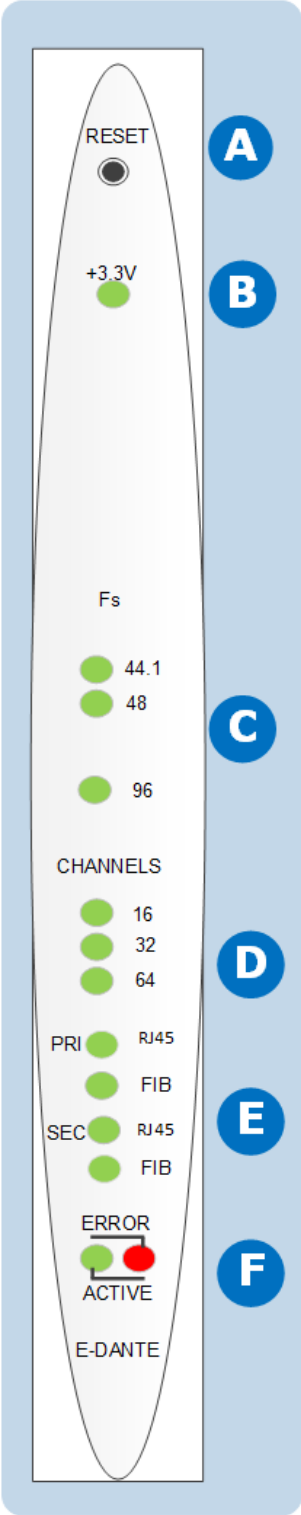 RESET
A
+3.3V
B
Fs
44.1
48
C
96
CHANNELS
16
32
D
64
PRI RJ45
FIB
E
SEC RJ45
FIB
ERROR
F
ACTIVE
E-DANTE